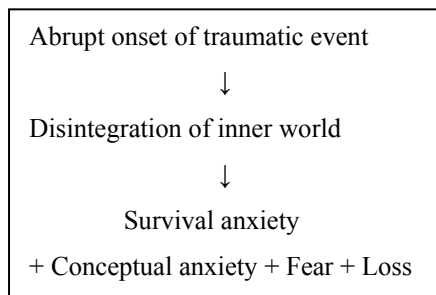 Abrupt onset of traumatic event
↓
Disintegration of inner world
↓
Survival anxiety
+ Conceptual anxiety + Fear + Loss